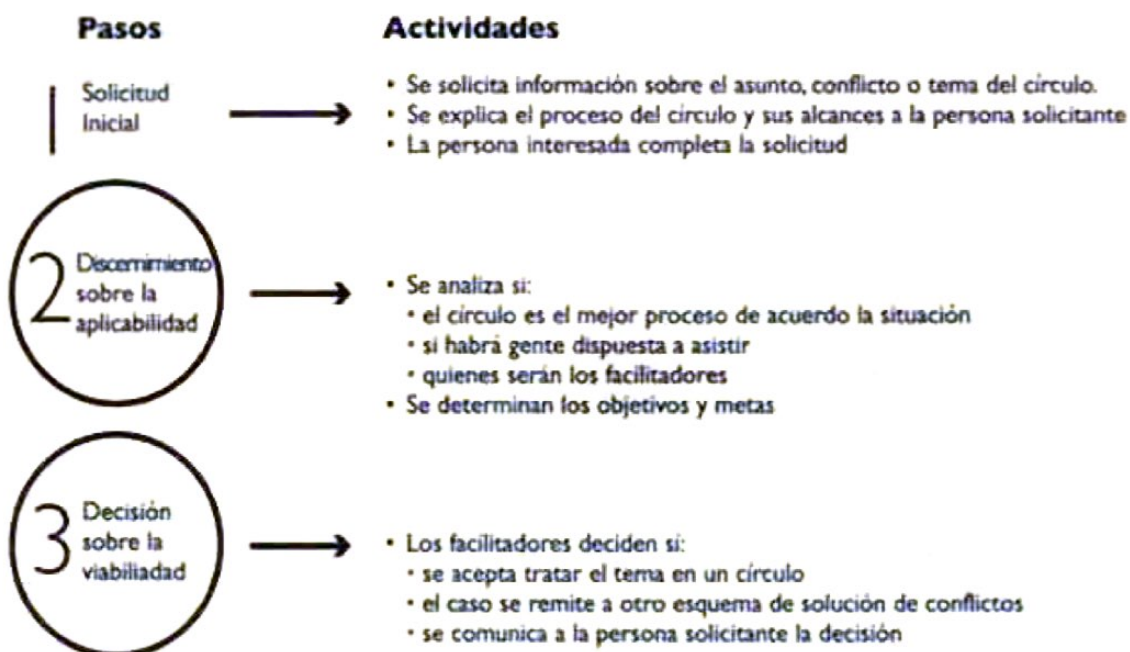 Pasos
Actividades
1 Solicitud
Inicial
• Se solicita información sobre el asunto, conflicto o tema del círculo.
• Se explica el proceso del círculo y sus alcances a la persona solicitante
• La persona interesada completa la solicitud
2 Discernimiento
sobre la
aplicabilidad
• Se analiza si:
• el círculo es el mejor proceso de acuerdo la situación
• si habrá gente dispuesta a asistir
• quienes serán los facilitadores
• Se determinan los objetivos y metas
3 Decisión
sobre la
viabiliadad
• Los facilitadores deciden si:
• se acepta tratar el tema en un círculo
• el caso se remite a otro esquema de solución de conflictos
• se comunica a la persona solicitante la decisión